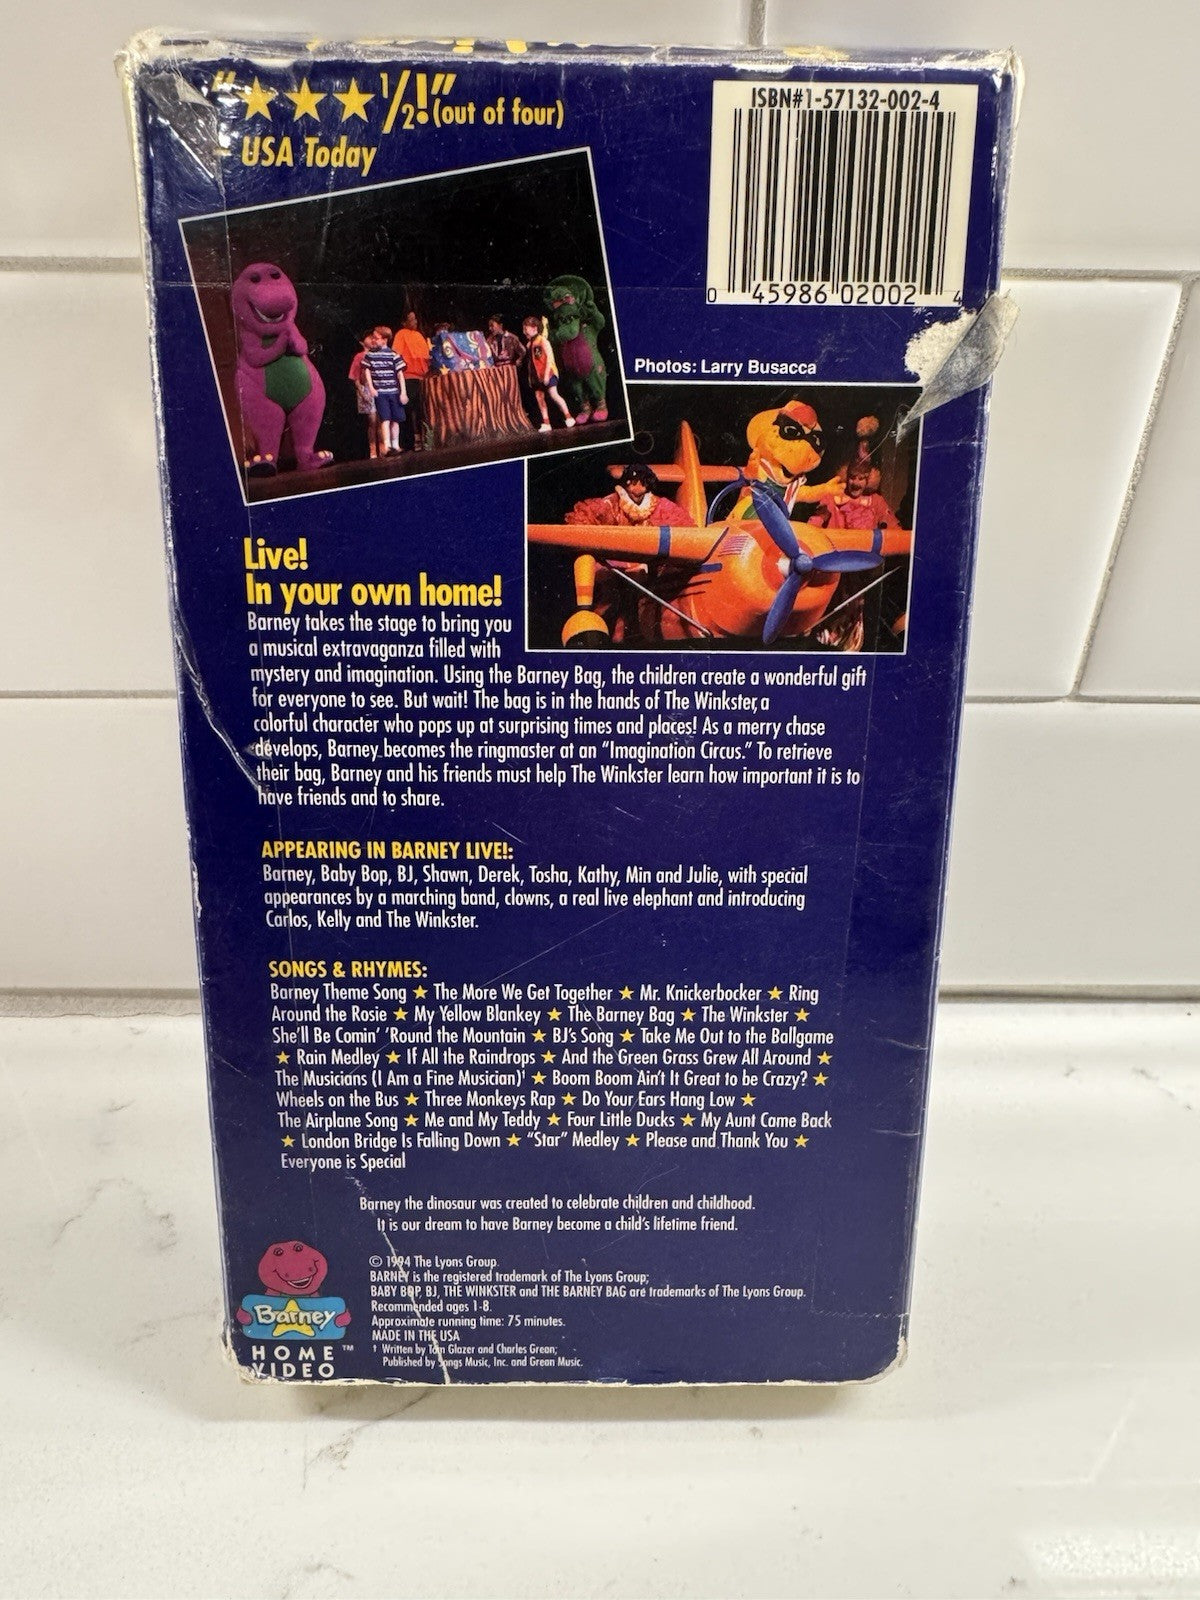 "★★★½!" (out of four)
– USA Today
ISBN#1-57132-002-4
0 45986 02002 4
Photos: Larry Busacca
Live!
In your own home!
Barney takes the stage to bring you
a musical extravaganza filled with
mystery and imagination. Using the Barney Bag, the children create a wonderful gift
for everyone to see. But wait! The bag is in the hands of The Winkster, a
colorful character who pops up at surprising times and places! As a merry chase
develops, Barney becomes the ringmaster at an "Imagination Circus." To retrieve
their bag, Barney and his friends must help The Winkster learn how important it is to
have friends and to share.
APPEARING IN BARNEY LIVE!:
Barney, Baby Bop, BJ, Shawn, Derek, Tosha, Kathy, Min and Julie, with special
appearances by a marching band, clowns, a real live elephant and introducing
Carlos, Kelly and The Winkster.
SONGS & RHYMES:
Barney Theme Song ★ The More We Get Together ★ Mr. Knickerbocker ★ Ring
Around the Rosie ★ My Yellow Blankey ★ The Barney Bag ★ The Winkster ★
She'll Be Comin' 'Round the Mountain ★ BJ's Song ★ Take Me Out to the Ballgame
★ Rain Medley ★ If All the Raindrops ★ And the Green Grass Grew All Around ★
The Musicians (I Am a Fine Musician)† ★ Boom Boom Ain't It Great to be Crazy? ★
Wheels on the Bus ★ Three Monkeys Rap ★ Do Your Ears Hang Low ★
The Airplane Song ★ Me and My Teddy ★ Four Little Ducks ★ My Aunt Came Back
★ London Bridge Is Falling Down ★ "Star" Medley ★ Please and Thank You ★
Everyone is Special
Barney the dinosaur was created to celebrate children and childhood.
It is our dream to have Barney become a child's lifetime friend.
© 1994 The Lyons Group.
BARNEY is the registered trademark of The Lyons Group;
BABY BOP, BJ, THE WINKSTER and THE BARNEY BAG are trademarks of The Lyons Group.
Recommended ages 1-8.
Approximate running time: 75 minutes.
MADE IN THE USA
† Written by Tom Glazer and Charles Grean;
Published by Songs Music, Inc. and Grean Music.
Barney
HOME ™
VIDEO